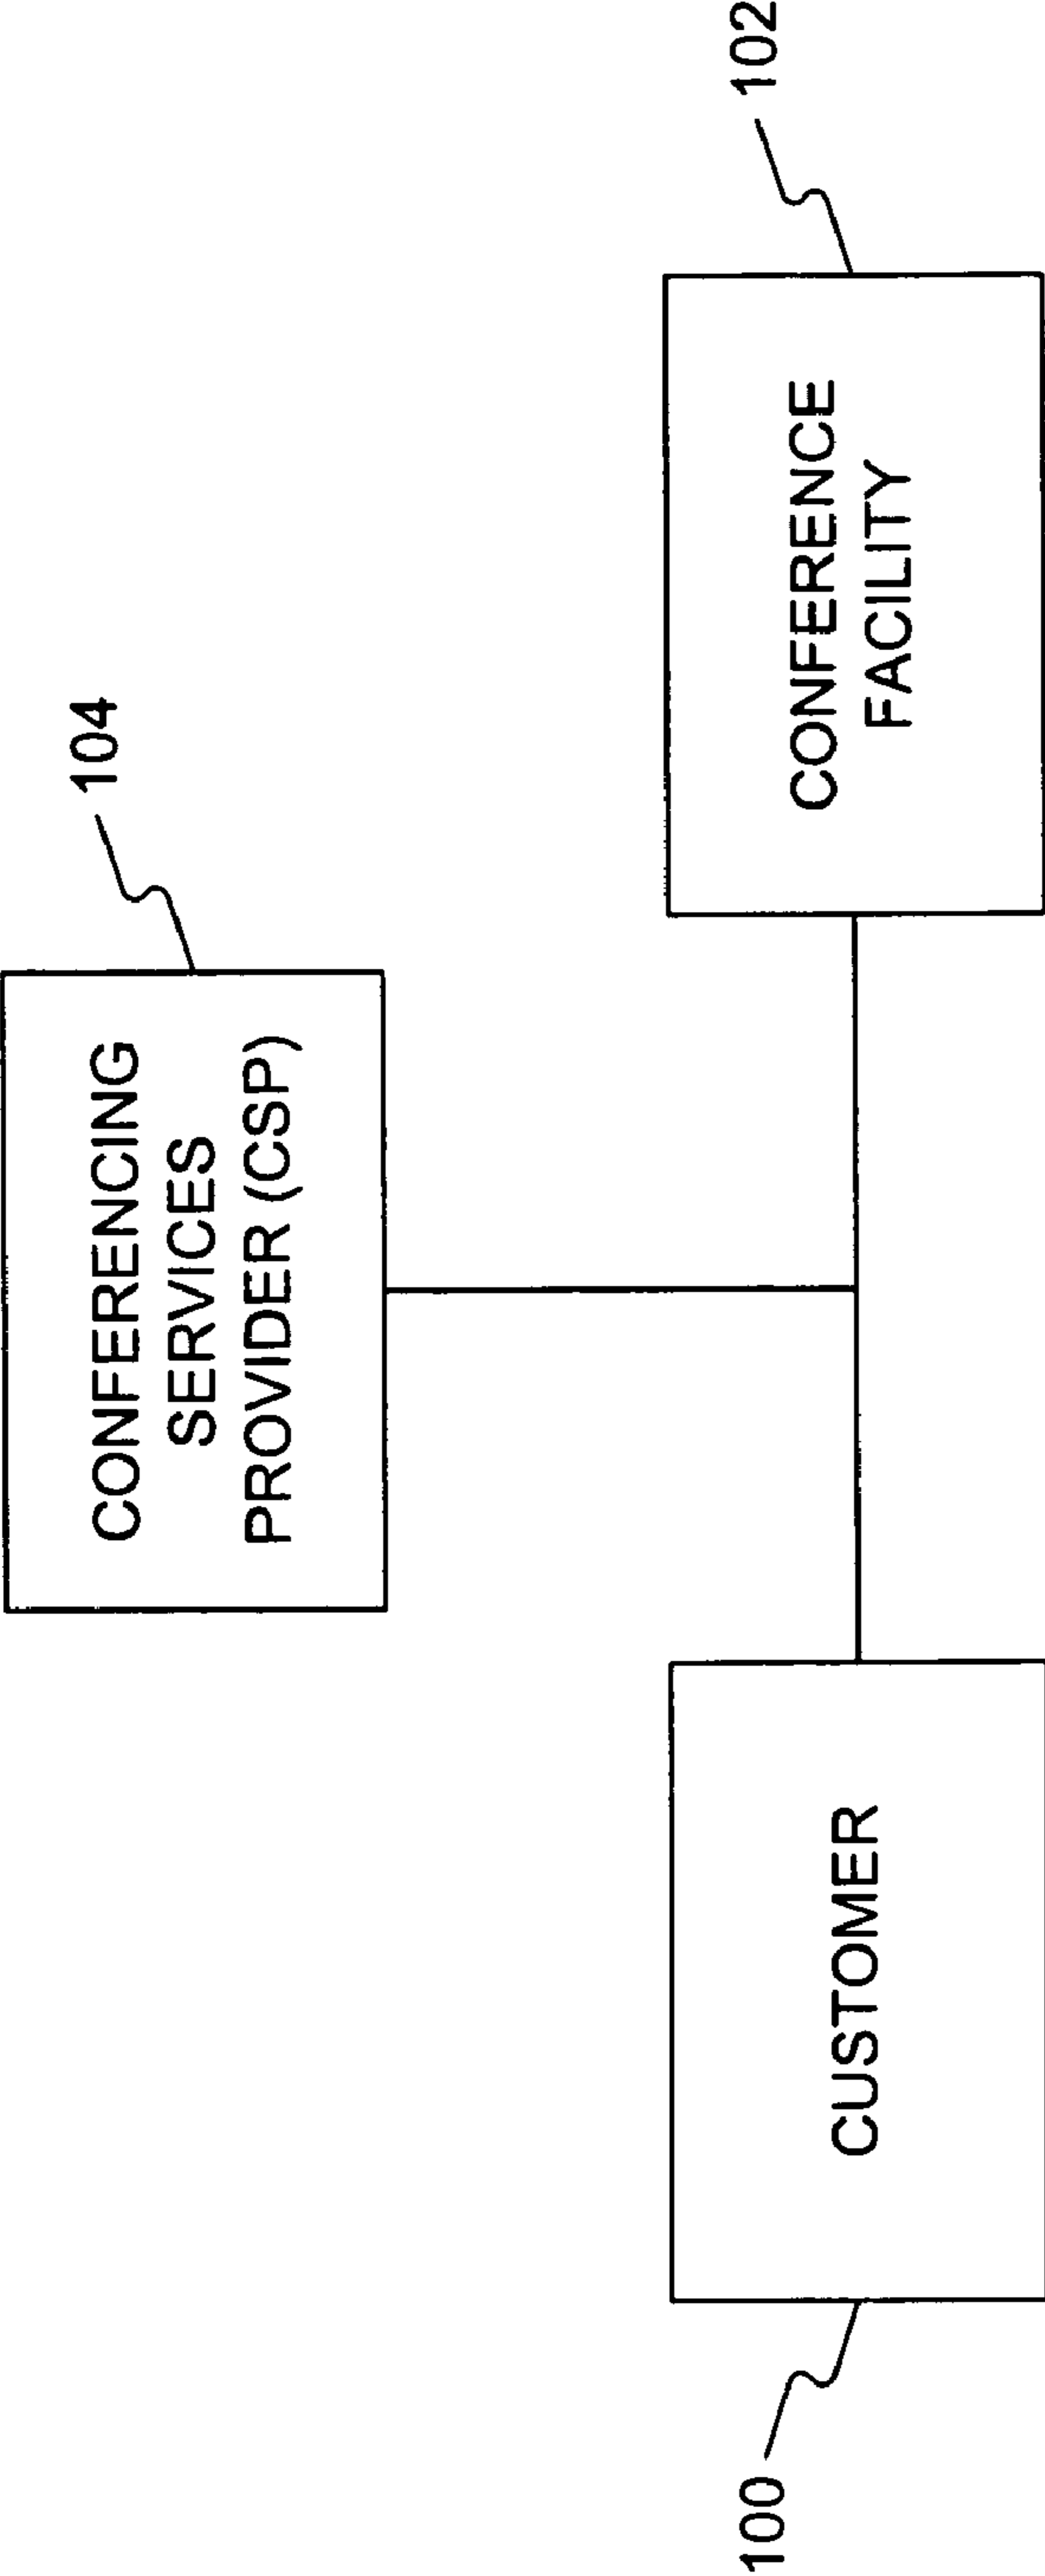 104
CONFERENCING
SERVICES
PROVIDER (CSP)
100
CUSTOMER
CONFERENCE
FACILITY
102